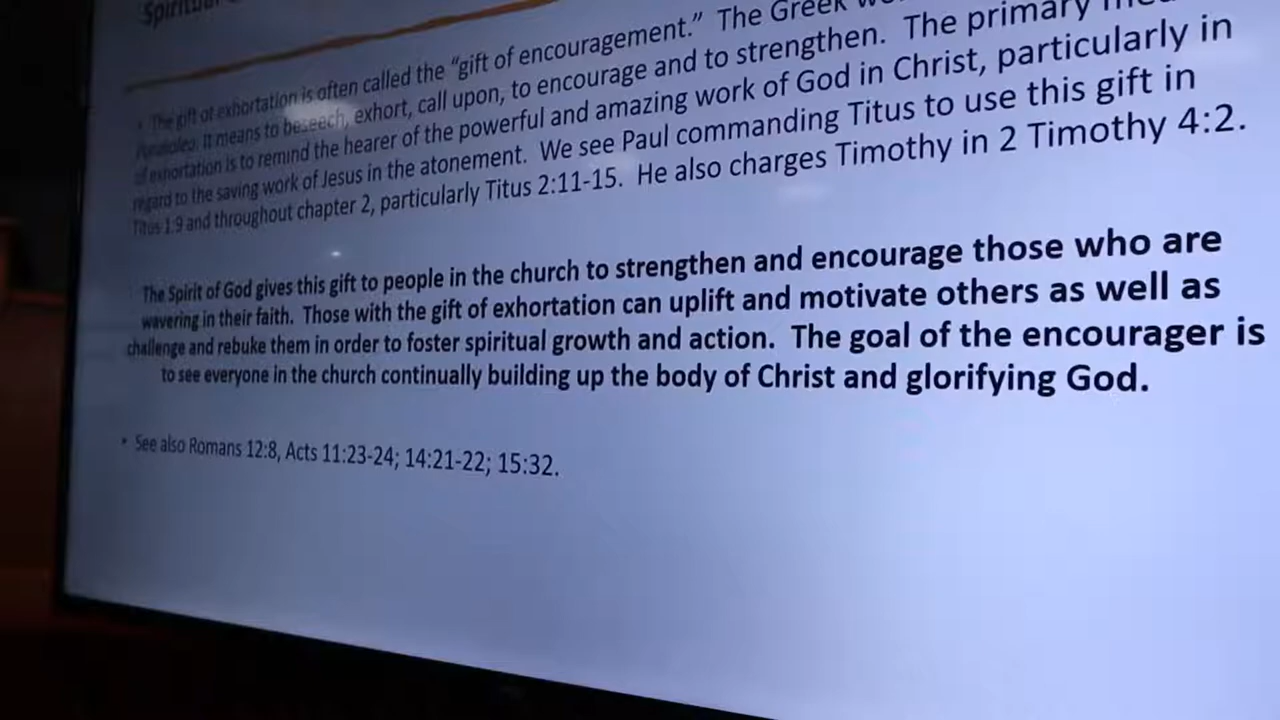 Spiritual
• The gift of exhortation is often called the “gift of encouragement.” The Greek
Parakaleo. It means to beseech, exhort, call upon, to encourage and to strengthen. The primary
of exhortation is to remind the hearer of the powerful and amazing work of God in Christ, particularly in
regard to the saving work of Jesus in the atonement. We see Paul commanding Titus to use this gift in
Titus 1:9 and throughout chapter 2, particularly Titus 2:11-15. He also charges Timothy in 2 Timothy 4:2.
The Spirit of God gives this gift to people in the church to strengthen and encourage those who are
wavering in their faith. Those with the gift of exhortation can uplift and motivate others as well as
challenge and rebuke them in order to foster spiritual growth and action. The goal of the encourager is
to see everyone in the church continually building up the body of Christ and glorifying God.
• See also Romans 12:8, Acts 11:23-24; 14:21-22; 15:32.